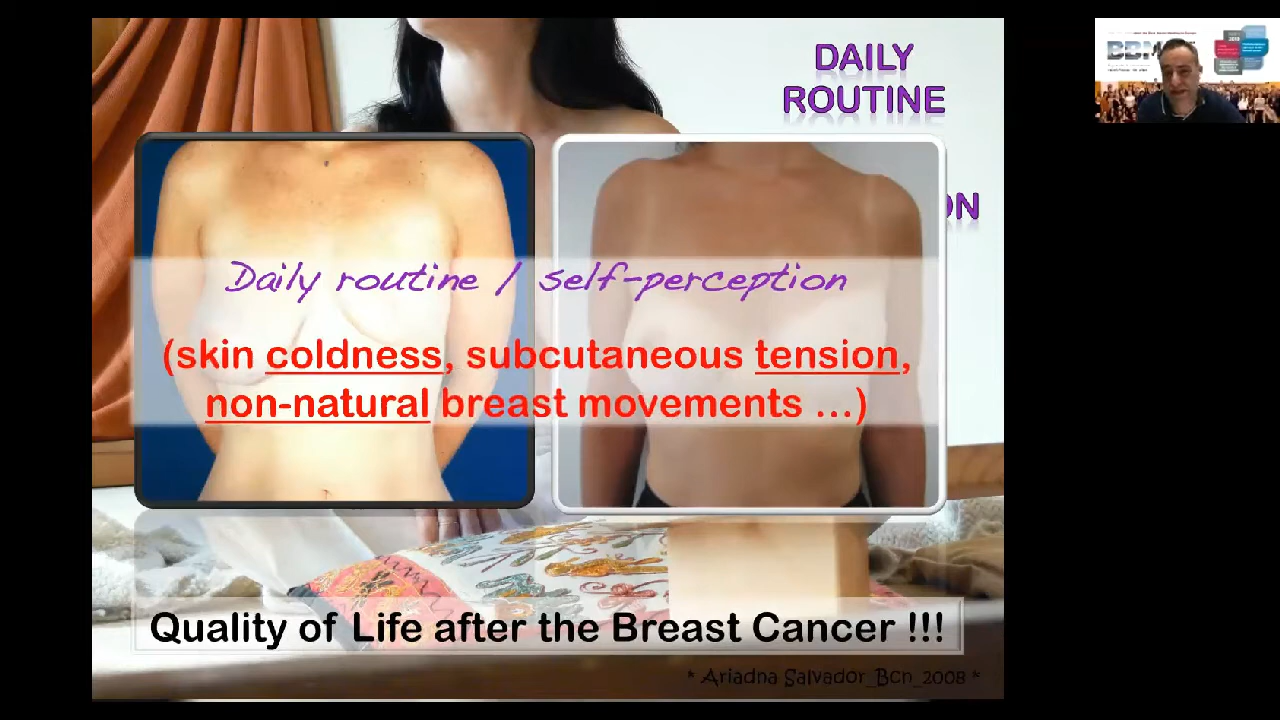 DAILY
ROUTINE
ON
Daily routine / self-perception
(skin coldness, subcutaneous tension,
non-natural breast movements ...)
Quality of Life after the Breast Cancer !!!
* Ariadna Salvador_Bcn_2008 *